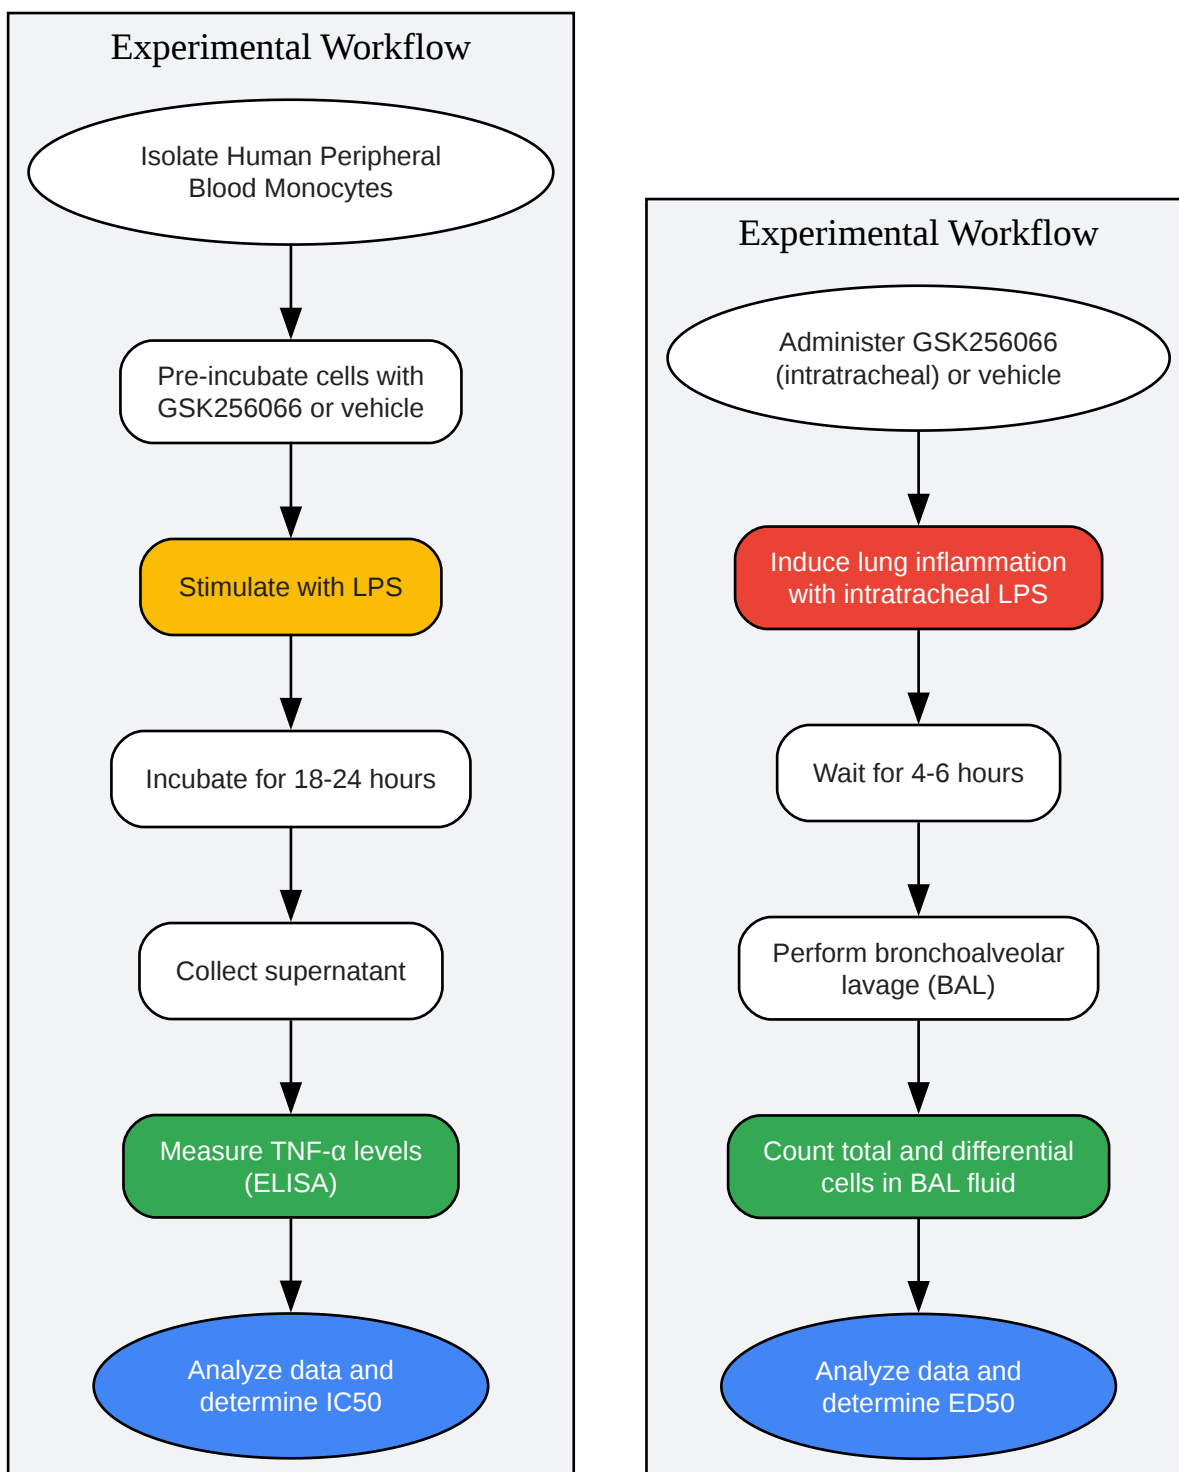 Experimental Workflow
Isolate Human Peripheral
Blood Monocytes
Pre-incubate cells with
GSK256066 or vehicle
Stimulate with LPS
Incubate for 18-24 hours
Collect supernatant
Measure TNF-α levels
(ELISA)
Analyze data and
determine IC50
Experimental Workflow
Administer GSK256066
(intratracheal) or vehicle
Induce lung inflammation
with intratracheal LPS
Wait for 4-6 hours
Perform bronchoalveolar
lavage (BAL)
Count total and differential
cells in BAL fluid
Analyze data and
determine ED50